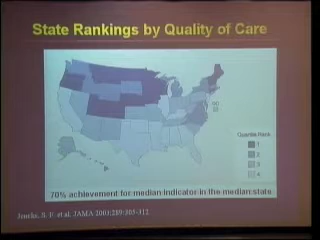 State Rankings by Quality of Care
Quartile Rank
1
2
3
4
70% achievement for median indicator in the median state
Jencks, S. F. et al. JAMA 2003;289:305-312